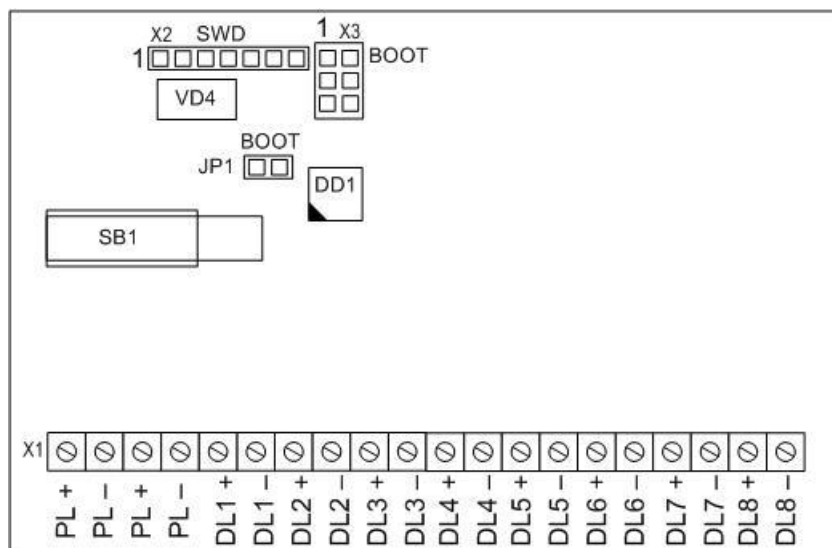 X2 SWD
1
1 X3
BOOT
VD4
BOOT
JP1
DD1
SB1
X1
PL +
PL –
PL +
PL –
DL1 +
DL1 –
DL2 +
DL2 –
DL3 +
DL3 –
DL4 +
DL4 –
DL5 +
DL5 –
DL6 +
DL6 –
DL7 +
DL7 –
DL8 +
DL8 –